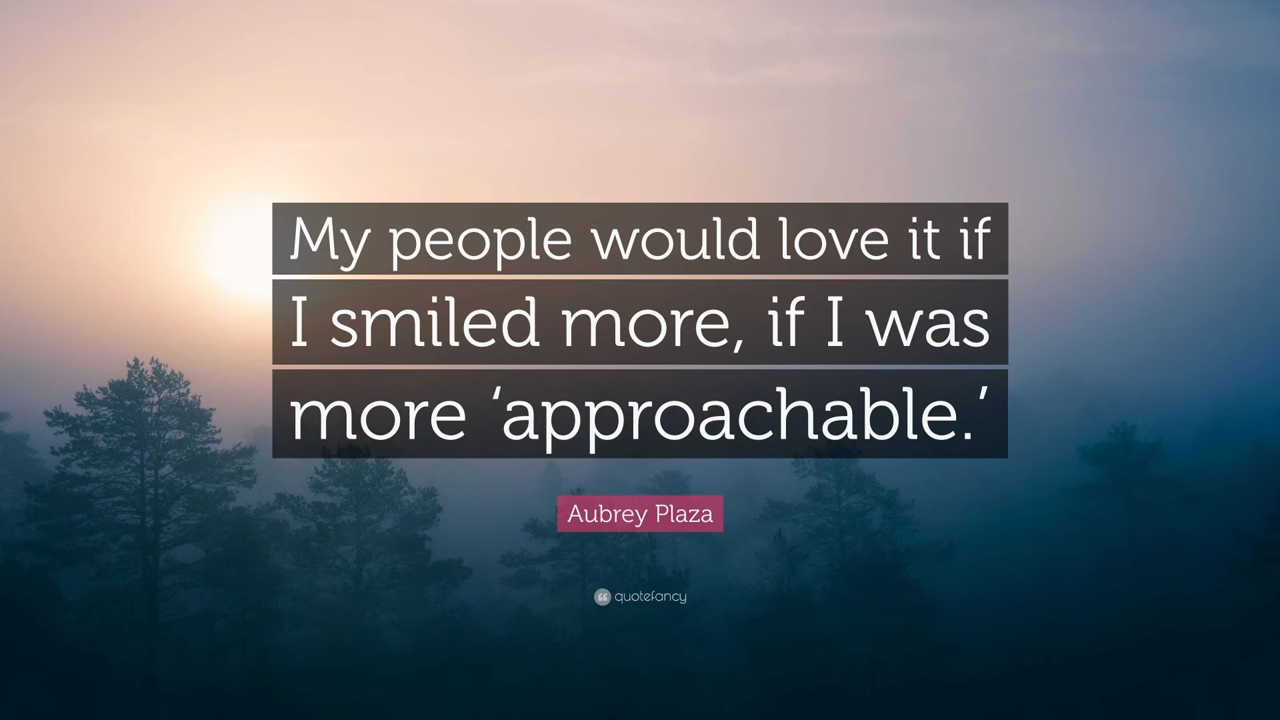 My people would love it if
I smiled more, if I was
more ‘approachable.’
Aubrey Plaza
quotefancy